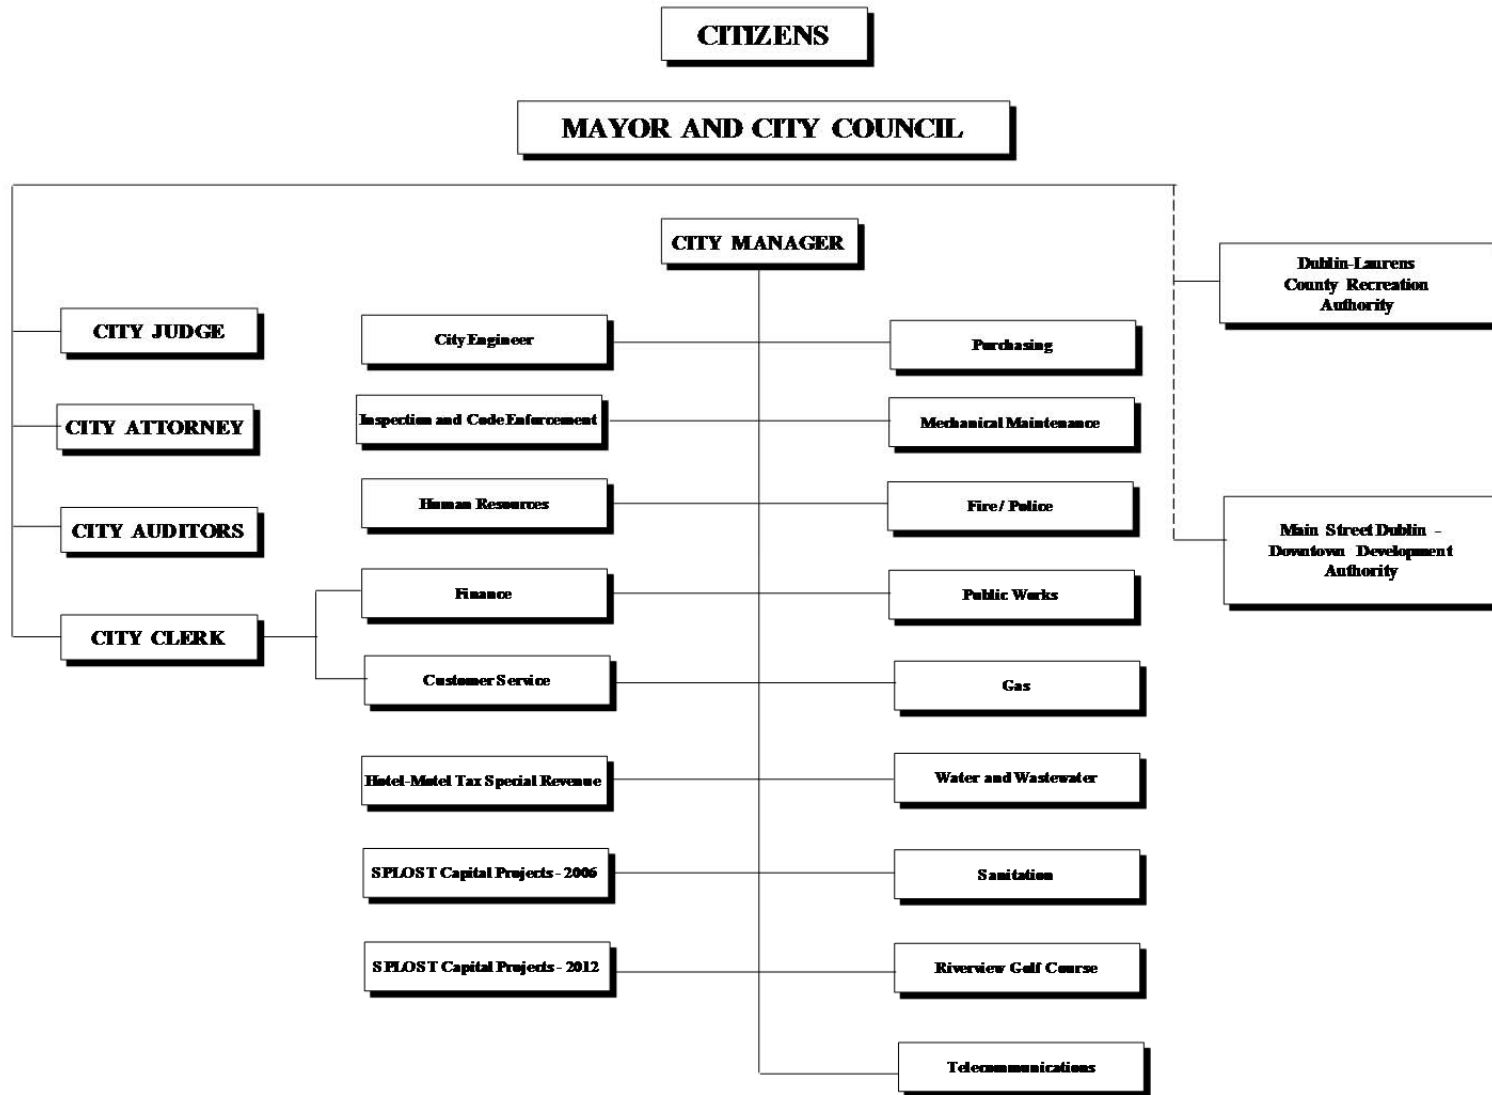 CITIZENS
MAYOR AND CITY COUNCIL
CITY MANAGER
Dublin-Laurens
County Recreation
Authority
CITY JUDGE
City Engineer
Purchasing
CITY ATTORNEY
Inspection and Code Enforcement
Mechanical Maintenance
CITY AUDITORS
Human Resources
Fire / Police
Main Street Dublin -
Downtown Development
Authority
CITY CLERK
Finance
Public Works
Customer Service
Gas
Hotel-Motel Tax Special Revenue
Water and Wastewater
SPLOST Capital Projects - 2006
Sanitation
SPLOST Capital Projects - 2012
Riverview Golf Course
Telecommunications